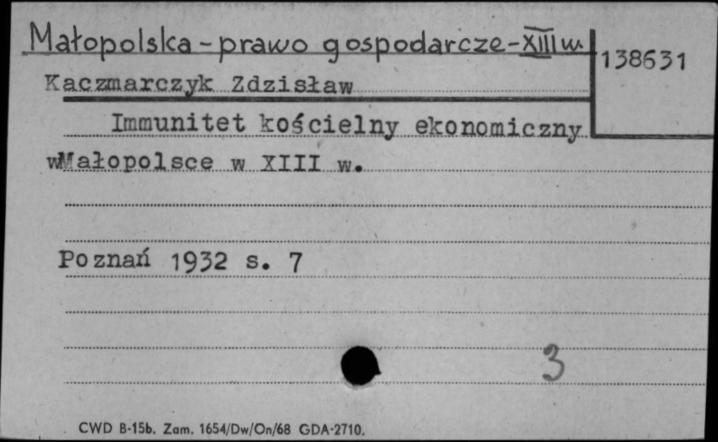 Małopolska - prawo gospodarcze - XIII w.
138631
Kaczmarczyk Zdzisław
Immunitet kościelny ekonomiczny
w Małopolsce w XIII w.
Poznań 1932 s. 7
3
CWD B-15b. Zam. 1654/Dw/On/68 GDA-2710.